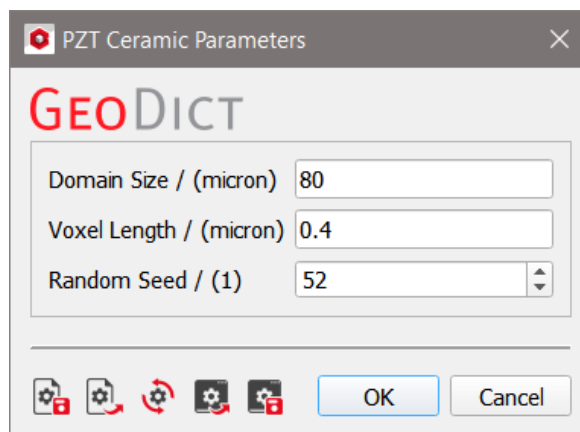 PZT Ceramic Parameters
GEODICT
Domain Size / (micron) 80
Voxel Length / (micron) 0.4
Random Seed / (1) 52
OK Cancel